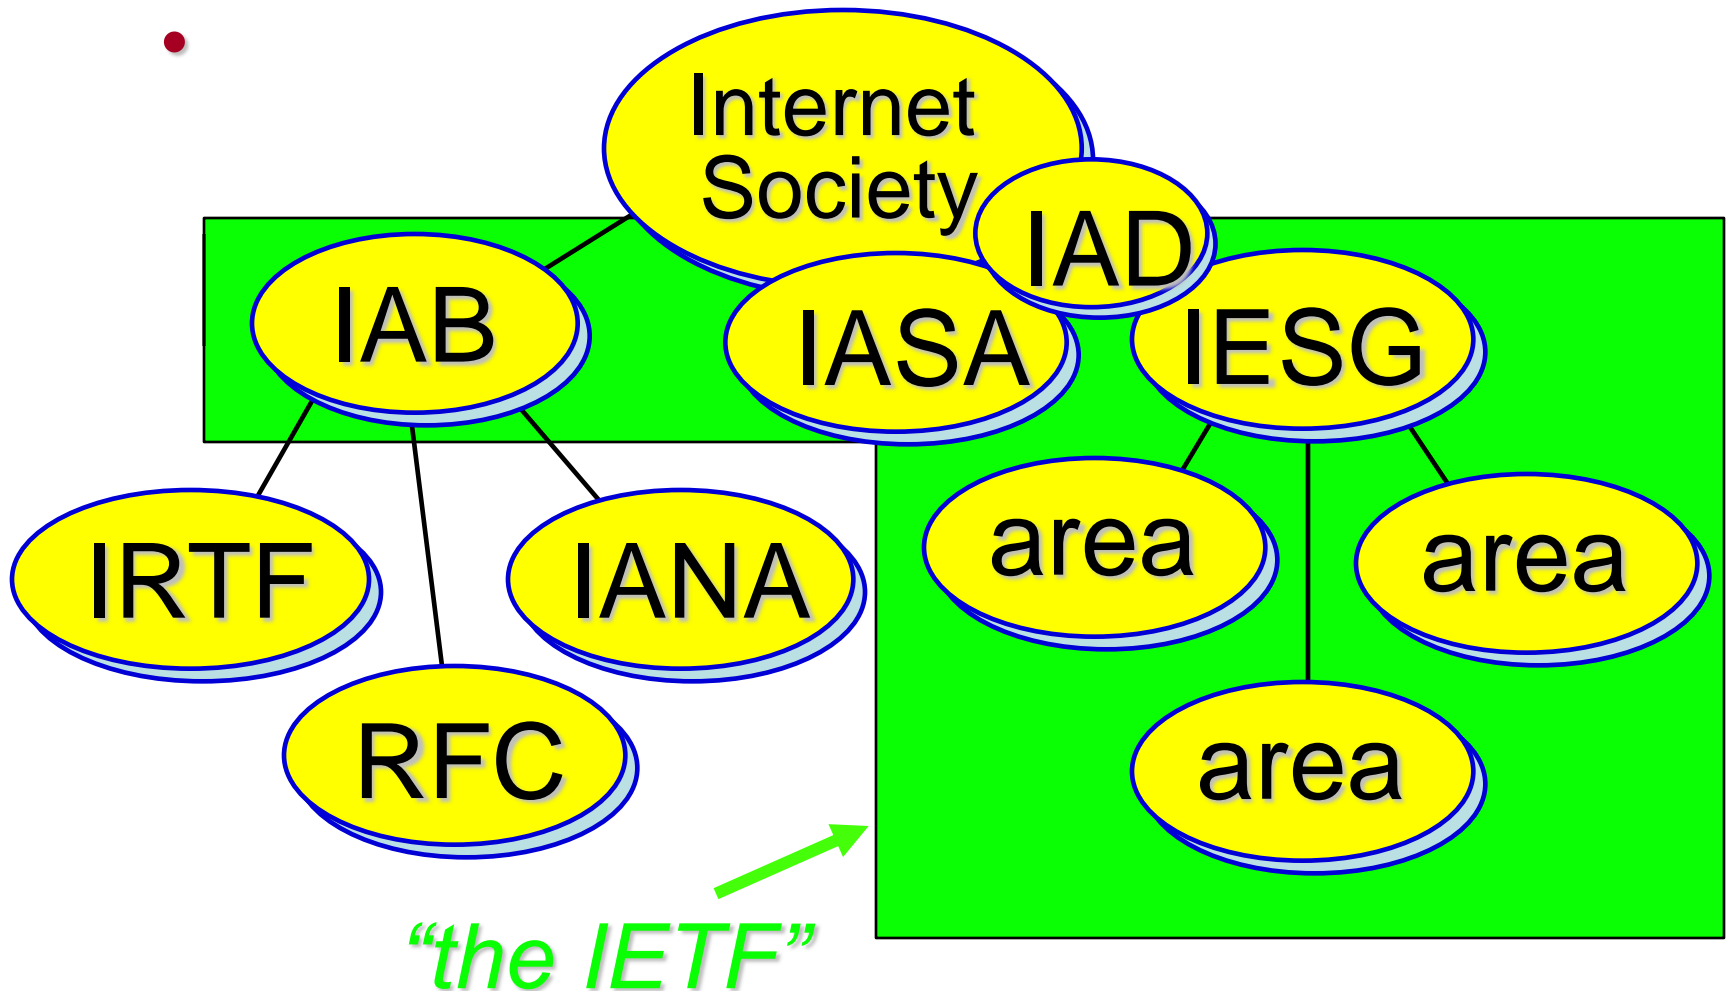 Internet
Society
IAD
IAB
IASA
IESG
area
area
IRTF
IANA
RFC
area
“the IETF”